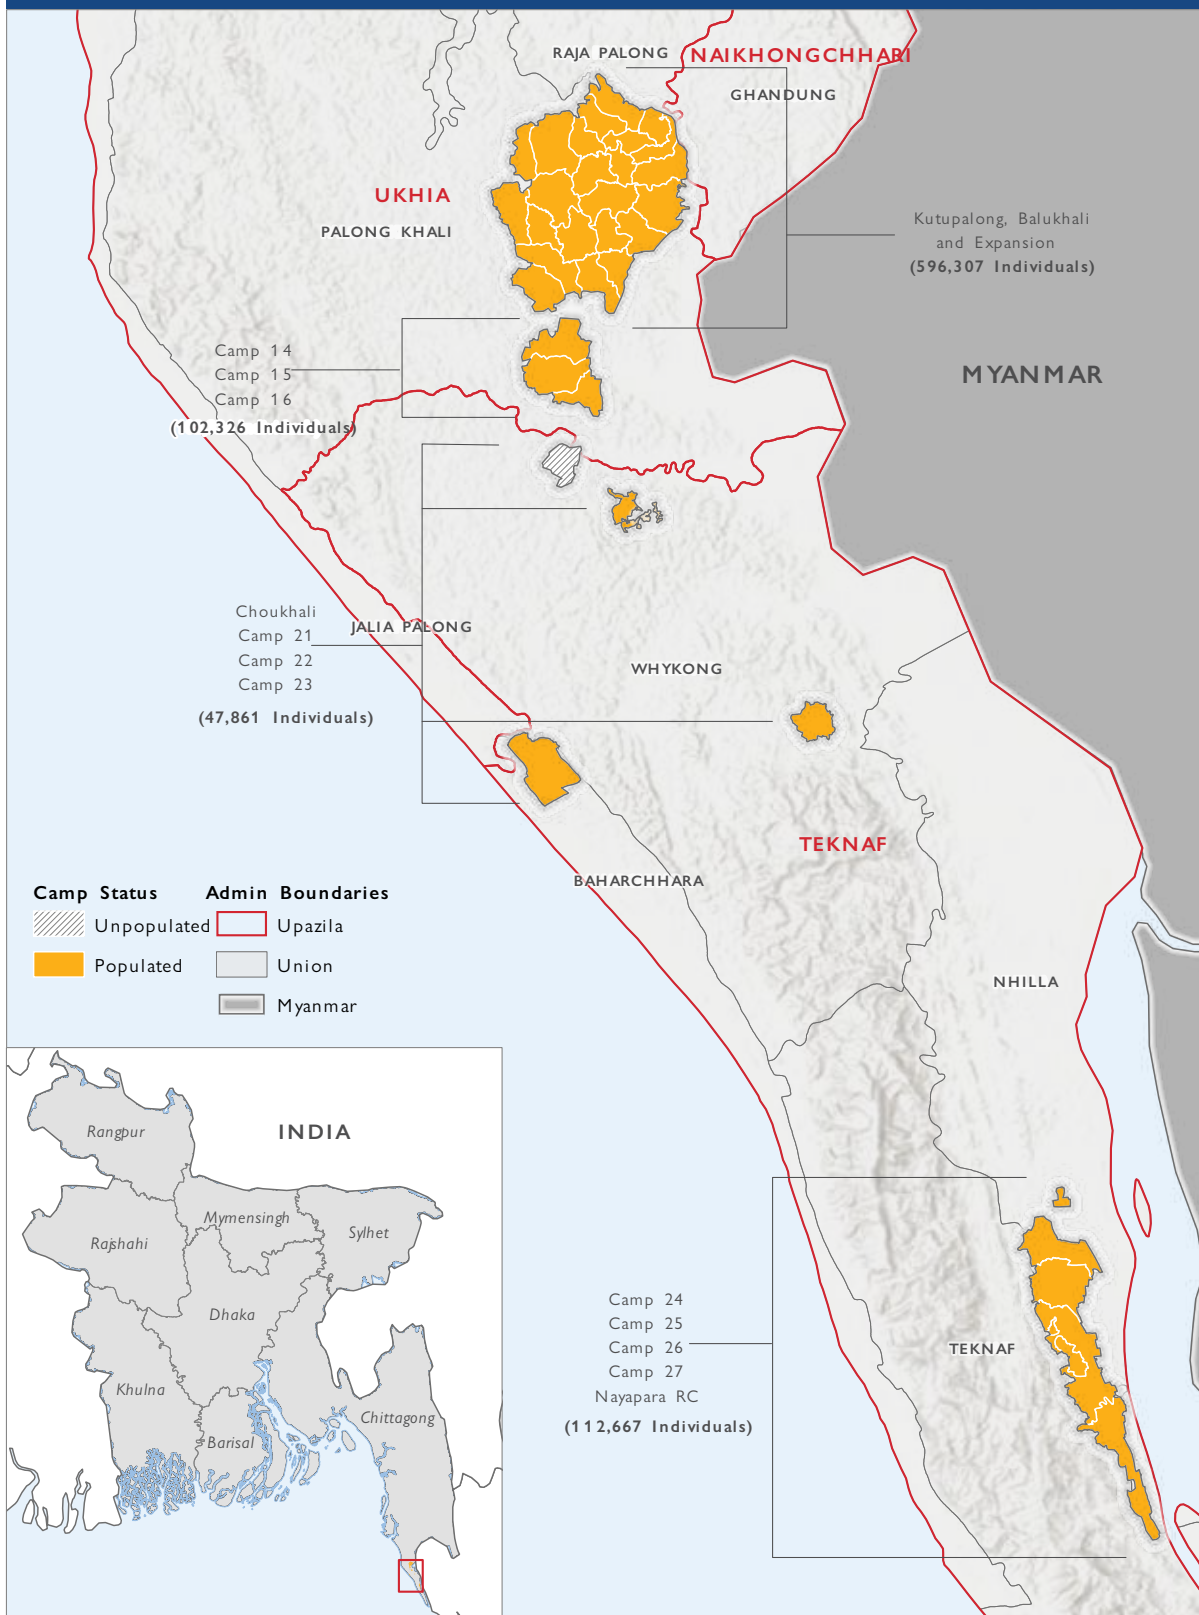 RAJA PALONG
NAIKHONGCHHARI
GHANDUNG
UKHIA
PALONG KHALI
Kutupalong, Balukhali
and Expansion
(596,307 Individuals)
MYANMAR
Camp 14
Camp 15
Camp 16
(102,326 Individuals)
Choukhali
Camp 21
Camp 22
Camp 23
(47,861 Individuals)
JALIA PALONG
WHYKONG
TEKNAF
BAHARCHHARA
NHILLA
Camp Status
Unpopulated
Populated
Admin Boundaries
Upazila
Union
Myanmar
INDIA
Rangpur
Mymensingh
Sylhet
Rajshahi
Dhaka
Khulna
Barisal
Chittagong
Camp 24
Camp 25
Camp 26
Camp 27
Nayapara RC
(112,667 Individuals)
TEKNAF